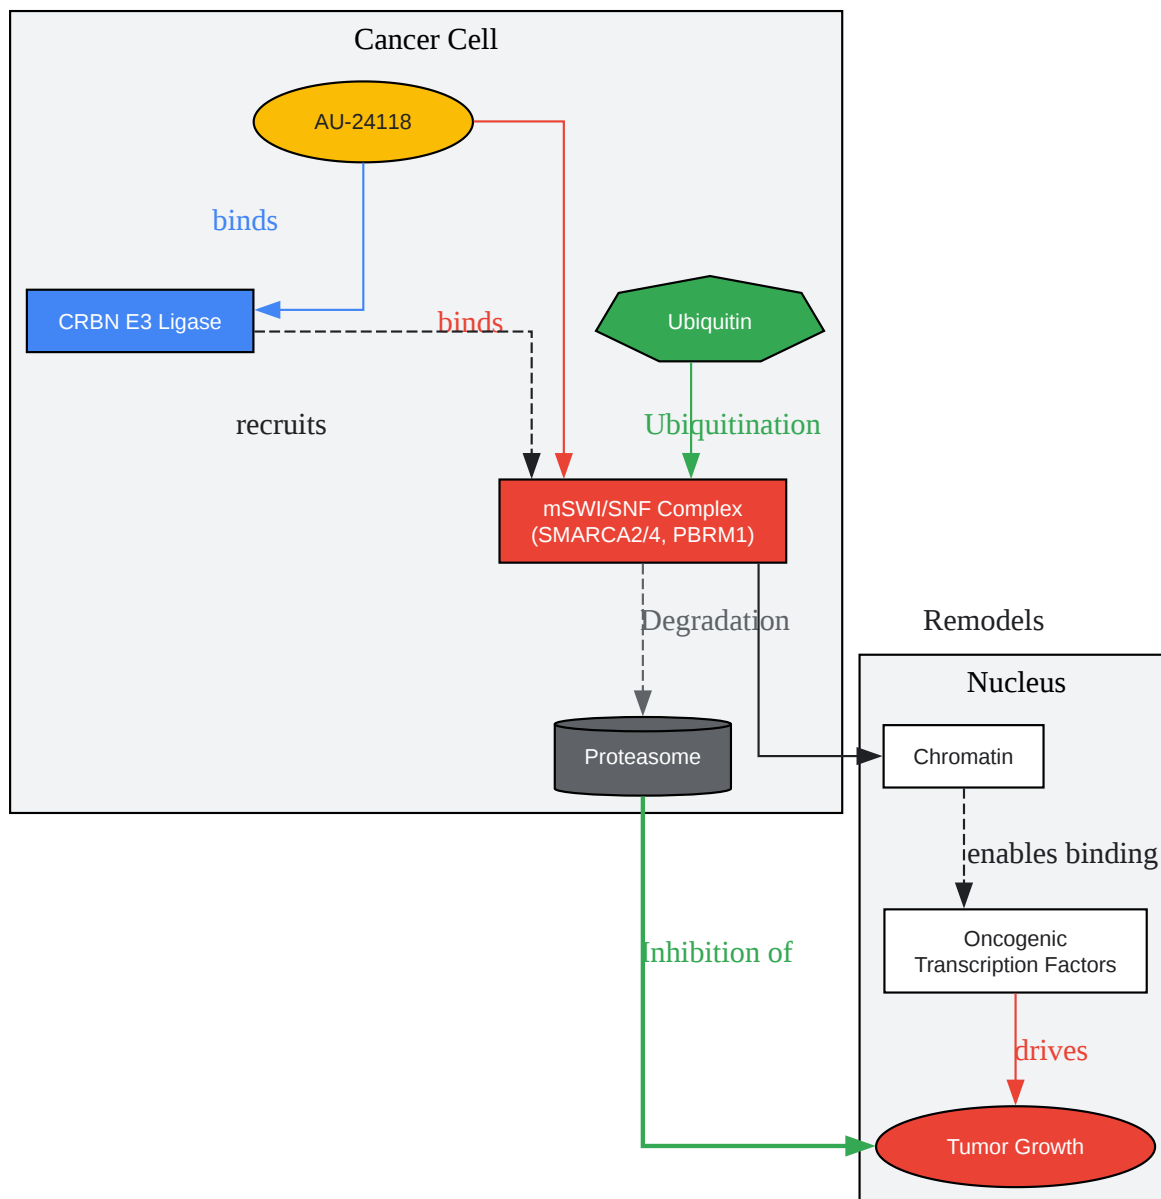 Cancer Cell
AU-24118
binds
CRBN E3 Ligase
binds
Ubiquitin
recruits
Ubiquitination
mSWI/SNF Complex
(SMARCA2/4, PBRM1)
Degradation
Remodels
Nucleus
Proteasome
Chromatin
enables binding
Oncogenic
Transcription Factors
Inhibition of
drives
Tumor Growth